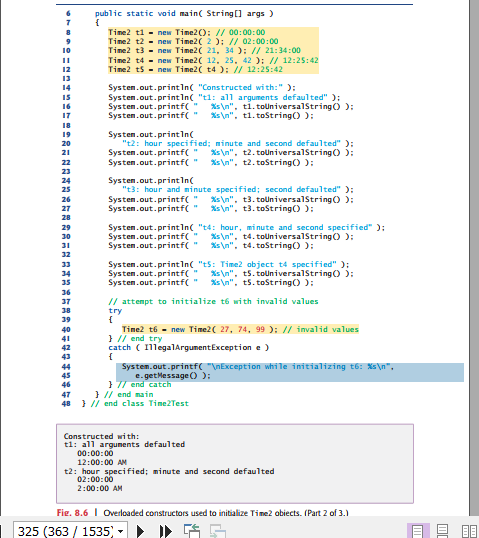 6 public static void main( String[] args )
7 {
8 Time2 t1 = new Time2(); // 00:00:00
9 Time2 t2 = new Time2( 2 ); // 02:00:00
10 Time2 t3 = new Time2( 21, 34 ); // 21:34:00
11 Time2 t4 = new Time2( 12, 25, 42 ); // 12:25:42
12 Time2 t5 = new Time2( t4 ); // 12:25:42
13
14 System.out.println( "Constructed with:" );
15 System.out.println( "t1: all arguments defaulted" );
16 System.out.printf( " %s\n", t1.toUniversalString() );
17 System.out.printf( " %s\n", t1.toString() );
18
19 System.out.println(
20 "t2: hour specified; minute and second defaulted" );
21 System.out.printf( " %s\n", t2.toUniversalString() );
22 System.out.printf( " %s\n", t2.toString() );
23
24 System.out.println(
25 "t3: hour and minute specified; second defaulted" );
26 System.out.printf( " %s\n", t3.toUniversalString() );
27 System.out.printf( " %s\n", t3.toString() );
28
29 System.out.println( "t4: hour, minute and second specified" );
30 System.out.printf( " %s\n", t4.toUniversalString() );
31 System.out.printf( " %s\n", t4.toString() );
32
33 System.out.println( "t5: Time2 object t4 specified" );
34 System.out.printf( " %s\n", t5.toUniversalString() );
35 System.out.printf( " %s\n", t5.toString() );
36
37 // attempt to initialize t6 with invalid values
38 try
39 {
40 Time2 t6 = new Time2( 27, 74, 99 ); // invalid values
41 } // end try
42 catch ( IllegalArgumentException e )
43 {
44 System.out.printf( "\nException while initializing t6: %s\n",
45 e.getMessage() );
46 } // end catch
47 } // end main
48 } // end class Time2Test
Constructed with:
t1: all arguments defaulted
00:00:00
12:00:00 AM
t2: hour specified; minute and second defaulted
02:00:00
2:00:00 AM
Fig. 8.6 | Overloaded constructors used to initialize Time2 objects. (Part 2 of 3.)
325 (363 / 1535)